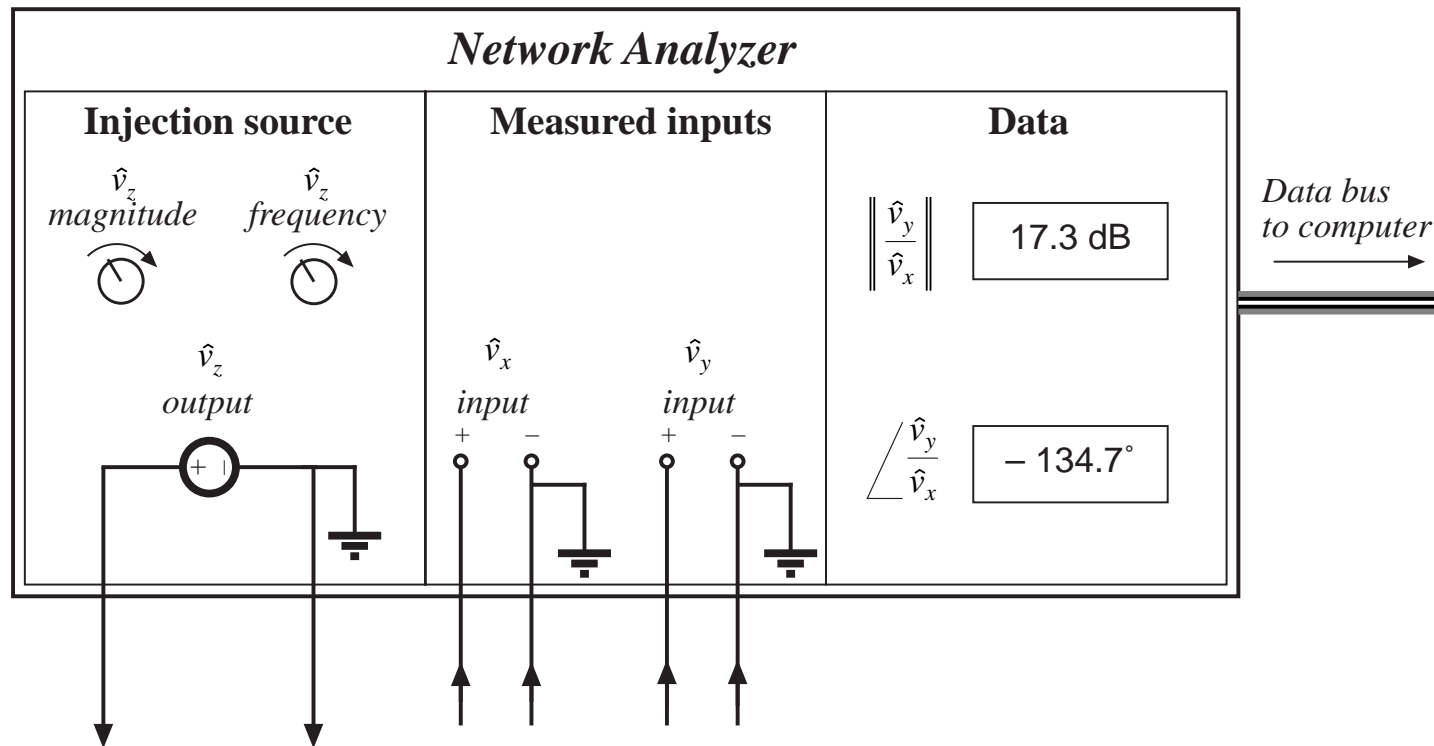 Network Analyzer
Injection source
v̂z
magnitude
v̂z
frequency
v̂z
output
+ –
Measured inputs
v̂x
input
+ –
v̂y
input
+ –
Data
‖ v̂y / v̂x ‖
17.3 dB
∠ v̂y / v̂x
– 134.7˚
Data bus
to computer